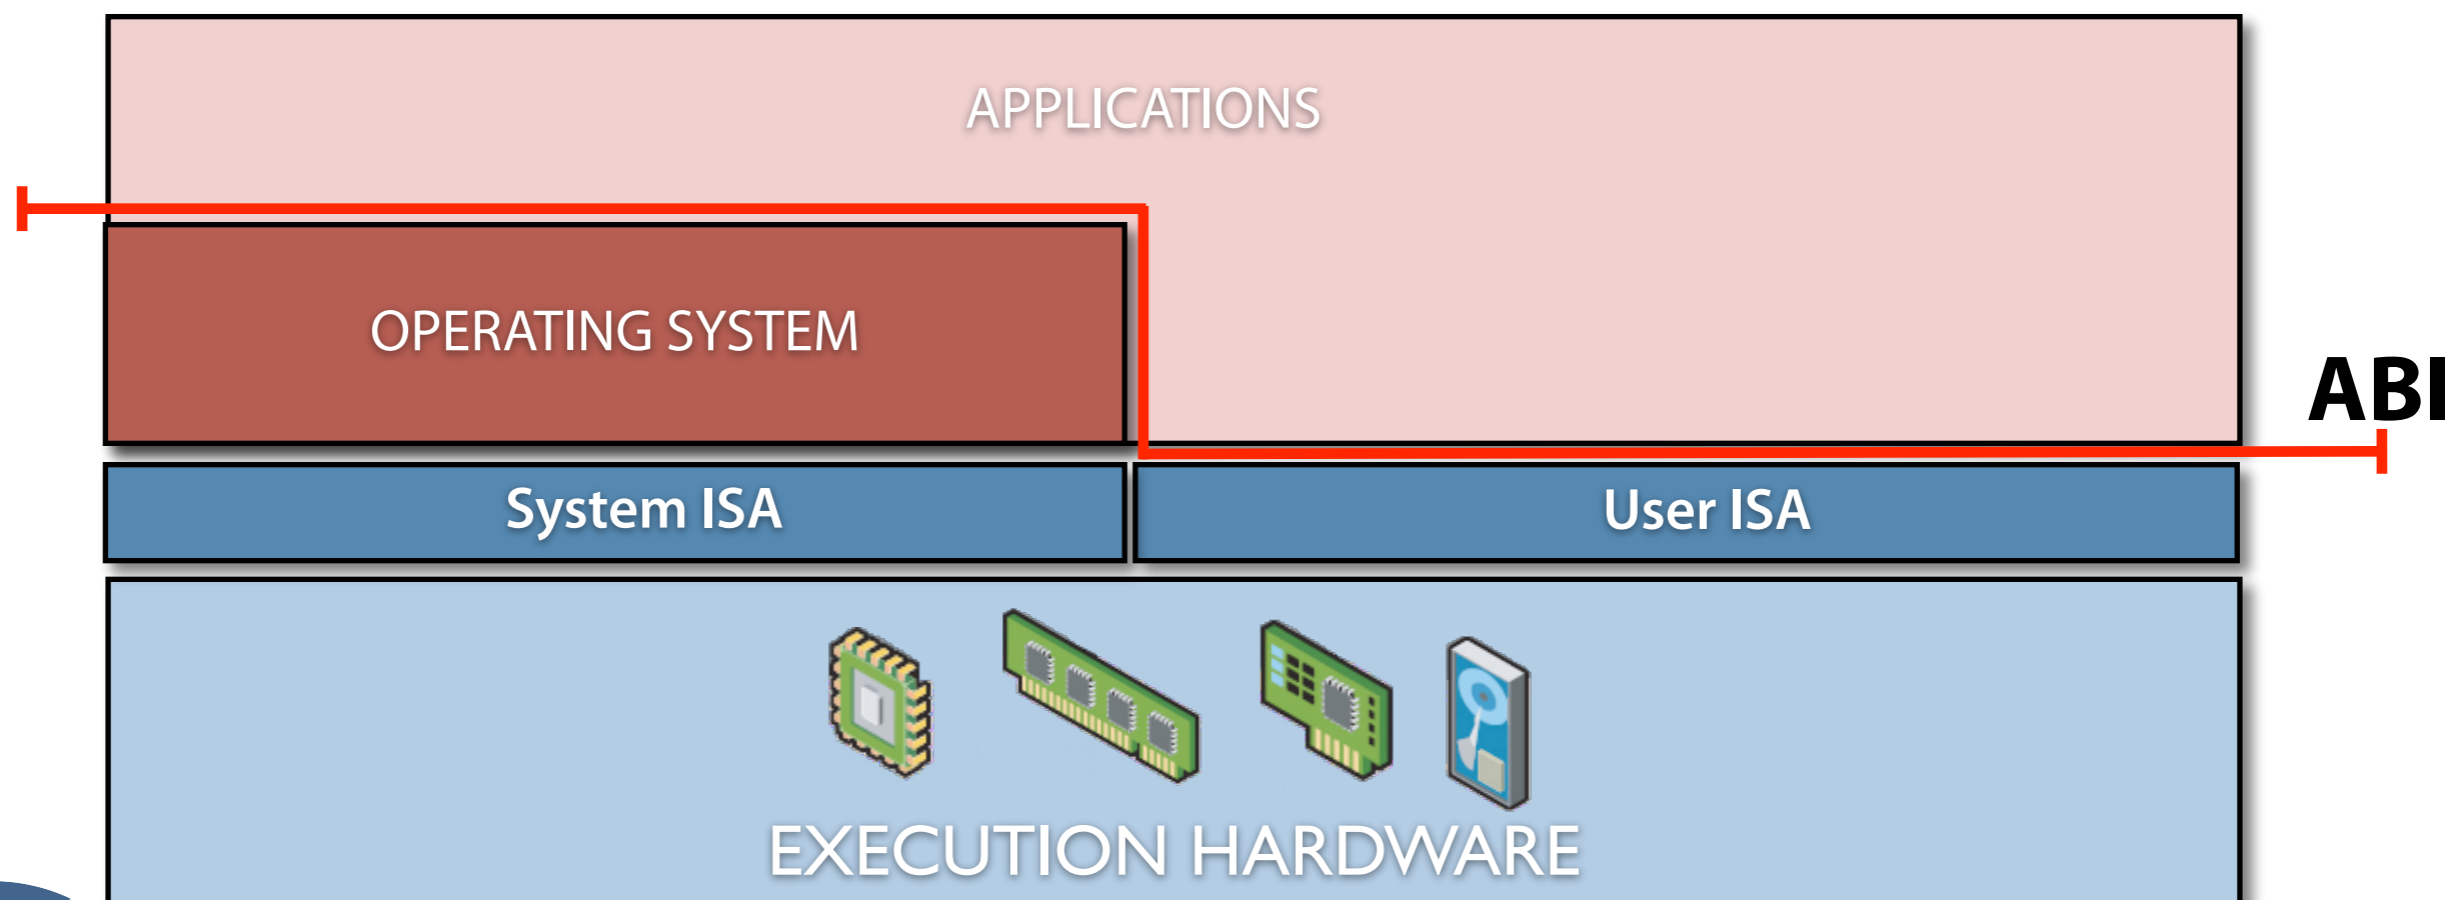 APPLICATIONS
OPERATING SYSTEM
ABI
System ISA
User ISA
EXECUTION HARDWARE